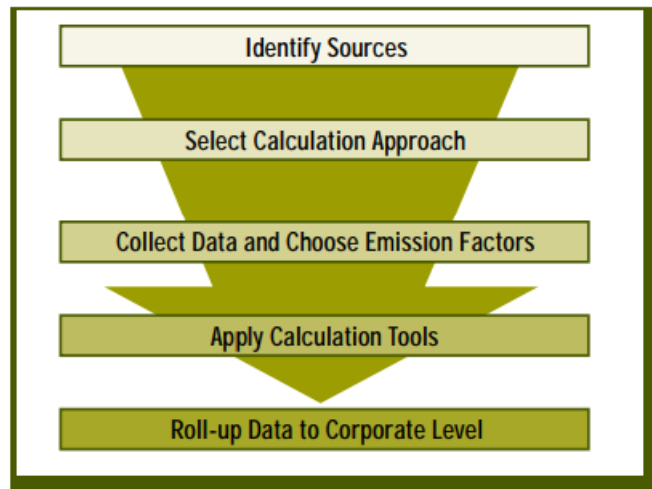 Identify Sources
Select Calculation Approach
Collect Data and Choose Emission Factors
Apply Calculation Tools
Roll-up Data to Corporate Level